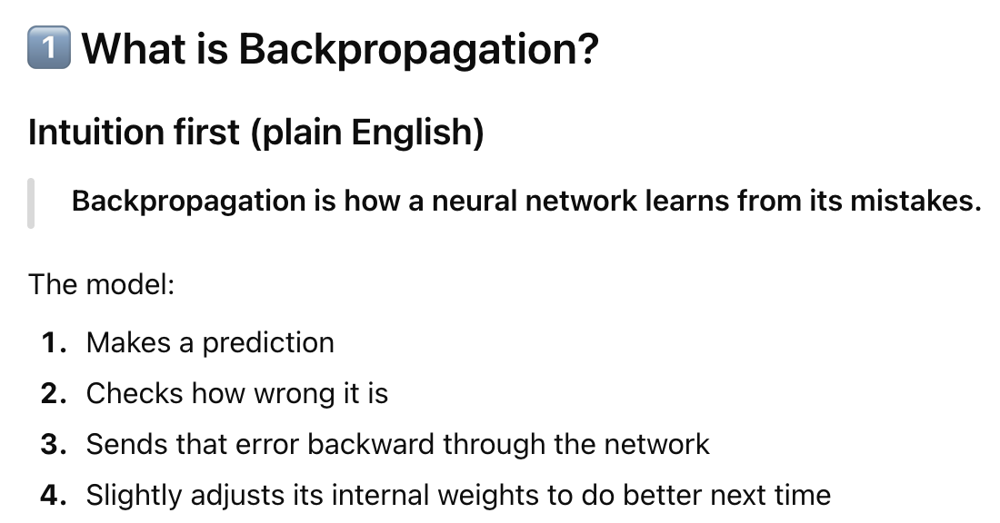 1️⃣ What is Backpropagation?
Intuition first (plain English)
Backpropagation is how a neural network learns from its mistakes.
The model:
1. Makes a prediction
2. Checks how wrong it is
3. Sends that error backward through the network
4. Slightly adjusts its internal weights to do better next time